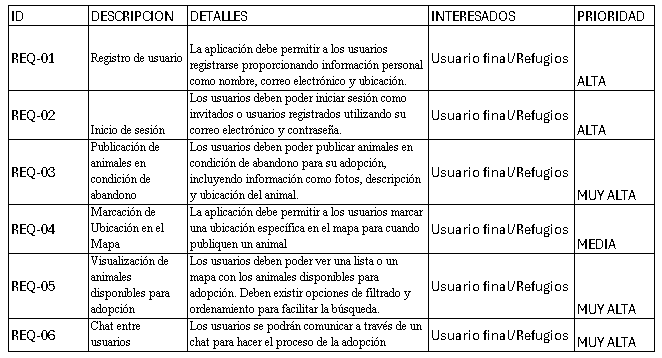 ID DESCRIPCION DETALLES INTERESADOS PRIORIDAD
REQ-01
Registro de usuario
La aplicación debe permitir a los usuarios
registrarse proporcionando información personal
como nombre, correo electrónico y ubicación.
Usuario final/Refugios
ALTA
REQ-02
Inicio de sesión
Los usuarios deben poder iniciar sesión como
invitados o usuarios registrados utilizando su
correo electrónico y contraseña.
Usuario final/Refugios
ALTA
REQ-03
Publicación de
animales en
condición de
abandono
Los usuarios deben poder publicar animales en
condición de abandono para su adopción,
incluyendo información como fotos, descripción
y ubicación del animal.
Usuario final/Refugios
MUY ALTA
REQ-04
Marcación de
Ubicación en el
Mapa
La aplicación debe permitir a los usuarios marcar
una ubicación específica en el mapa para cuando
publiquen un animal
Usuario final/Refugios
MEDIA
REQ-05
Visualización de
animales
disponibles para
adopción
Los usuarios deben poder ver una lista o un
mapa con los animales disponibles para
adopción. Deben existir opciones de filtrado y
ordenamiento para facilitar la búsqueda.
Usuario final/Refugios
MUY ALTA
REQ-06
Chat entre
usuarios
Los usuarios se podrán comunicar a través de un
chat para hacer el proceso de la adopción
Usuario final/Refugios
MUY ALTA